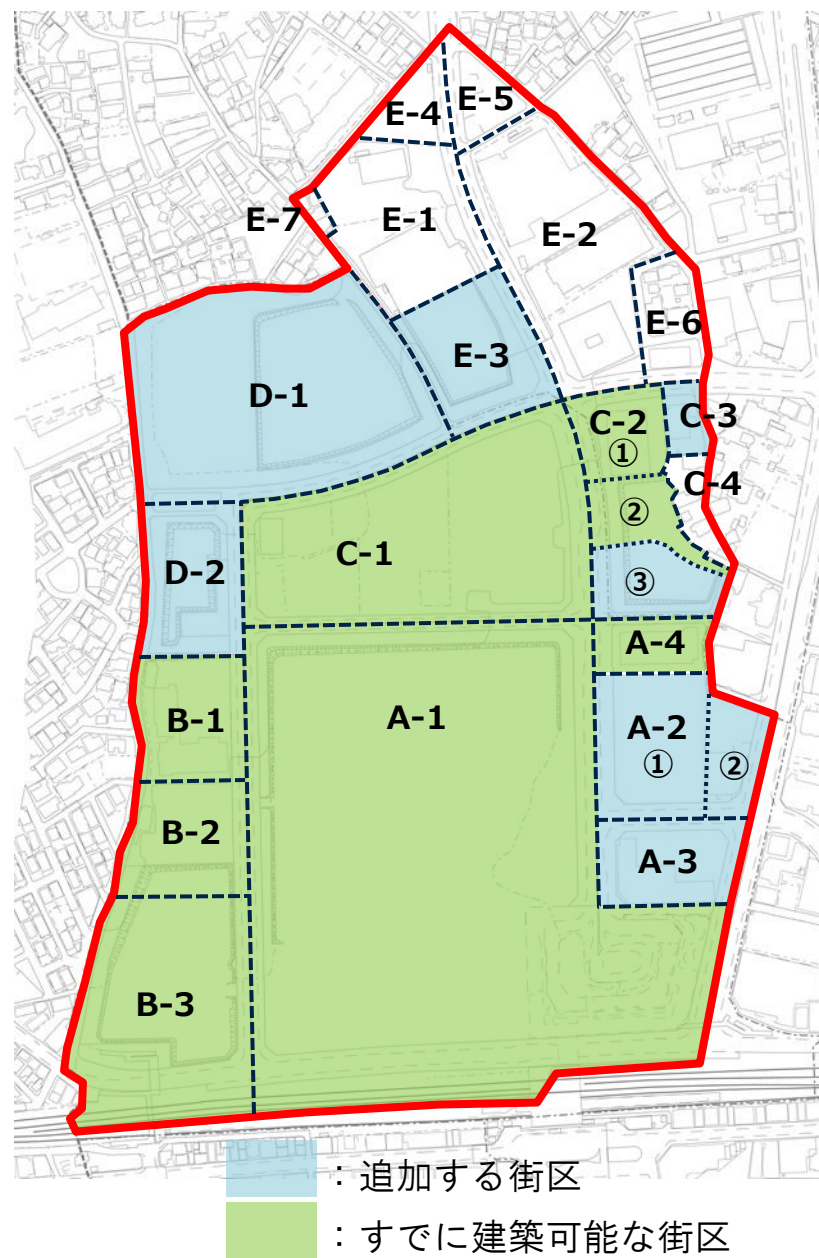 E-5
E-4
E-7
E-1
E-2
E-6
E-3
D-1
C-2
①
C-3
C-4
②
C-1
③
D-2
A-4
B-1
A-1
A-2
①
②
B-2
A-3
B-3
：追加する街区
：すでに建築可能な街区